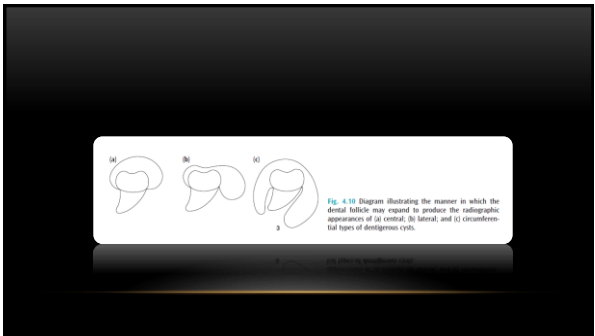 (a) (b) (c)
3
Fig. 4.10 Diagram illustrating the manner in which the
dental follicle may expand to produce the radiographic
appearances of (a) central; (b) lateral; and (c) circumferen-
tial types of dentigerous cysts.